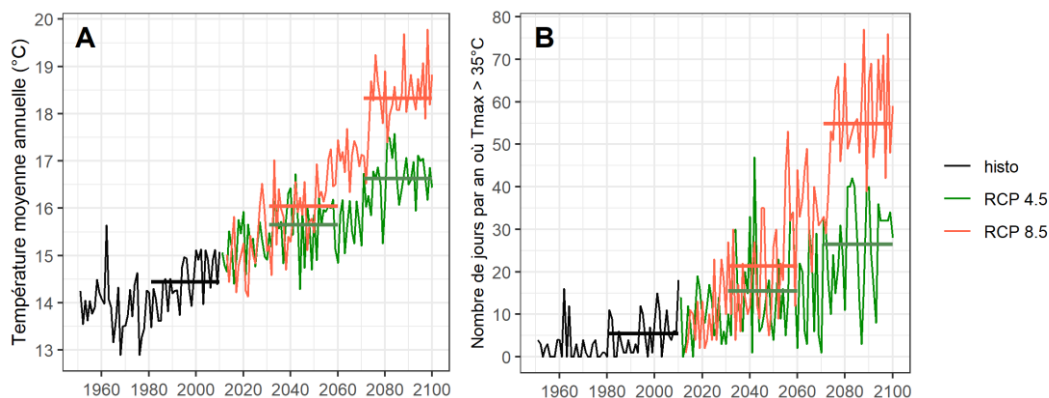 A
Température moyenne annuelle (°C)
20
19
18
17
16
15
14
13
1960 1980 2000 2020 2040 2060 2080 2100
B
Nombre de jours par an où Tmax > 35°C
80
70
60
50
40
30
20
10
0
1960 1980 2000 2020 2040 2060 2080 2100
histo
RCP 4.5
RCP 8.5